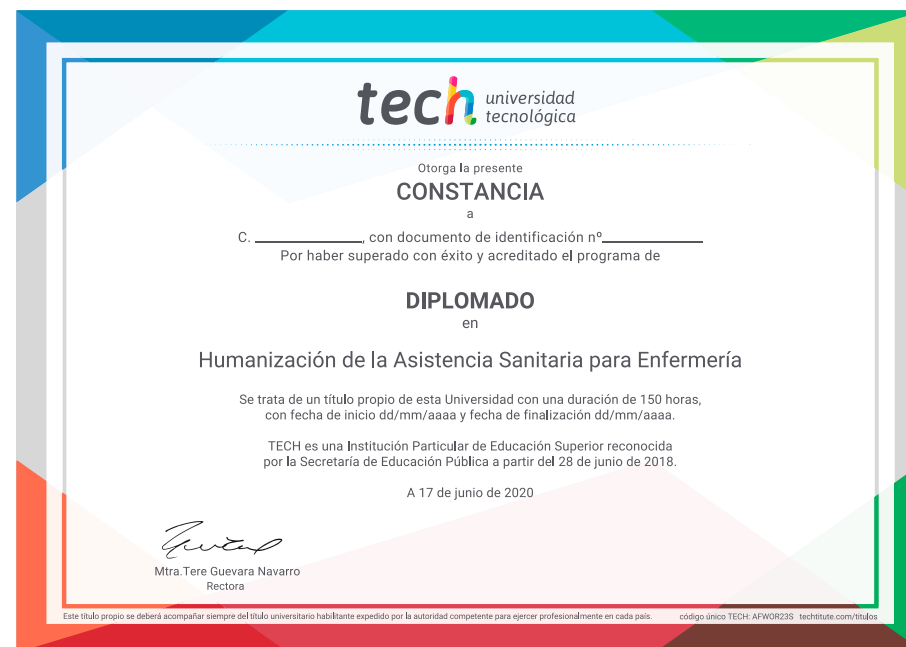 tech universidad
tecnológica
Otorga la presente
CONSTANCIA
a
C. ______________, con documento de identificación nº_____________
Por haber superado con éxito y acreditado el programa de
DIPLOMADO
en
Humanización de la Asistencia Sanitaria para Enfermería
Se trata de un título propio de esta Universidad con una duración de 150 horas,
con fecha de inicio dd/mm/aaaa y fecha de finalización dd/mm/aaaa.
TECH es una Institución Particular de Educación Superior reconocida
por la Secretaría de Educación Pública a partir del 28 de junio de 2018.
A 17 de junio de 2020
Mtra.Tere Guevara Navarro
Rectora
Este título propio se deberá acompañar siempre del título universitario habilitante expedido por la autoridad competente para ejercer profesionalmente en cada país. código único TECH: AFWOR23S techtitute.com/titulos